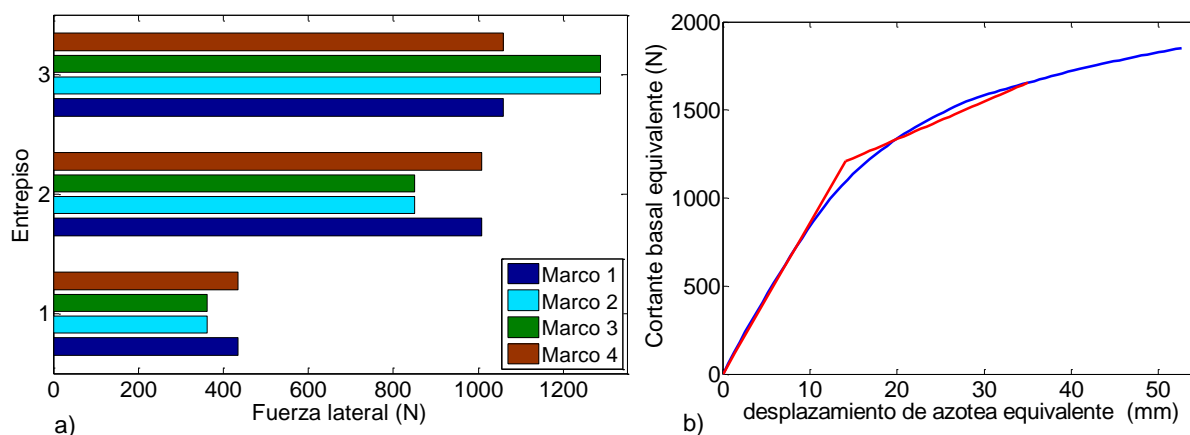 Entrepiso
3
2
1
Marco 1
Marco 2
Marco 3
Marco 4
0 200 400 600 800 1000 1200
Fuerza lateral (N)
a)
Cortante basal equivalente (N)
2000
1500
1000
500
0
0 10 20 30 40 50
desplazamiento de azotea equivalente (mm)
b)